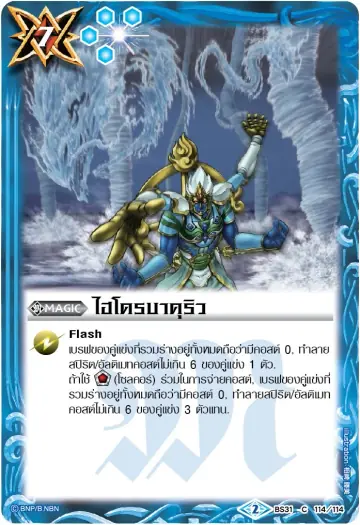 7
MAGIC ไฮโดรบาคุริว
Flash
เบรฟของคู่แข่งที่รวมร่างอยู่ทั้งหมดถือว่ามีคอสต์ 0. ทำลาย
สปิริต/อัลติเมทคอสต์ไม่เกิน 6 ของคู่แข่ง 1 ตัว.
ถ้าใช้ (โซลคอร์) ร่วมในการจ่ายคอสต์, เบรฟของคู่แข่งที่
รวมร่างอยู่ทั้งหมดถือว่ามีคอสต์ 0. ทำลายสปิริต/อัลติเมท
คอสต์ไม่เกิน 6 ของคู่แข่ง 3 ตัวแทน.
©BNP/B.NBN
2
BS31 - C 114/114
Illustration